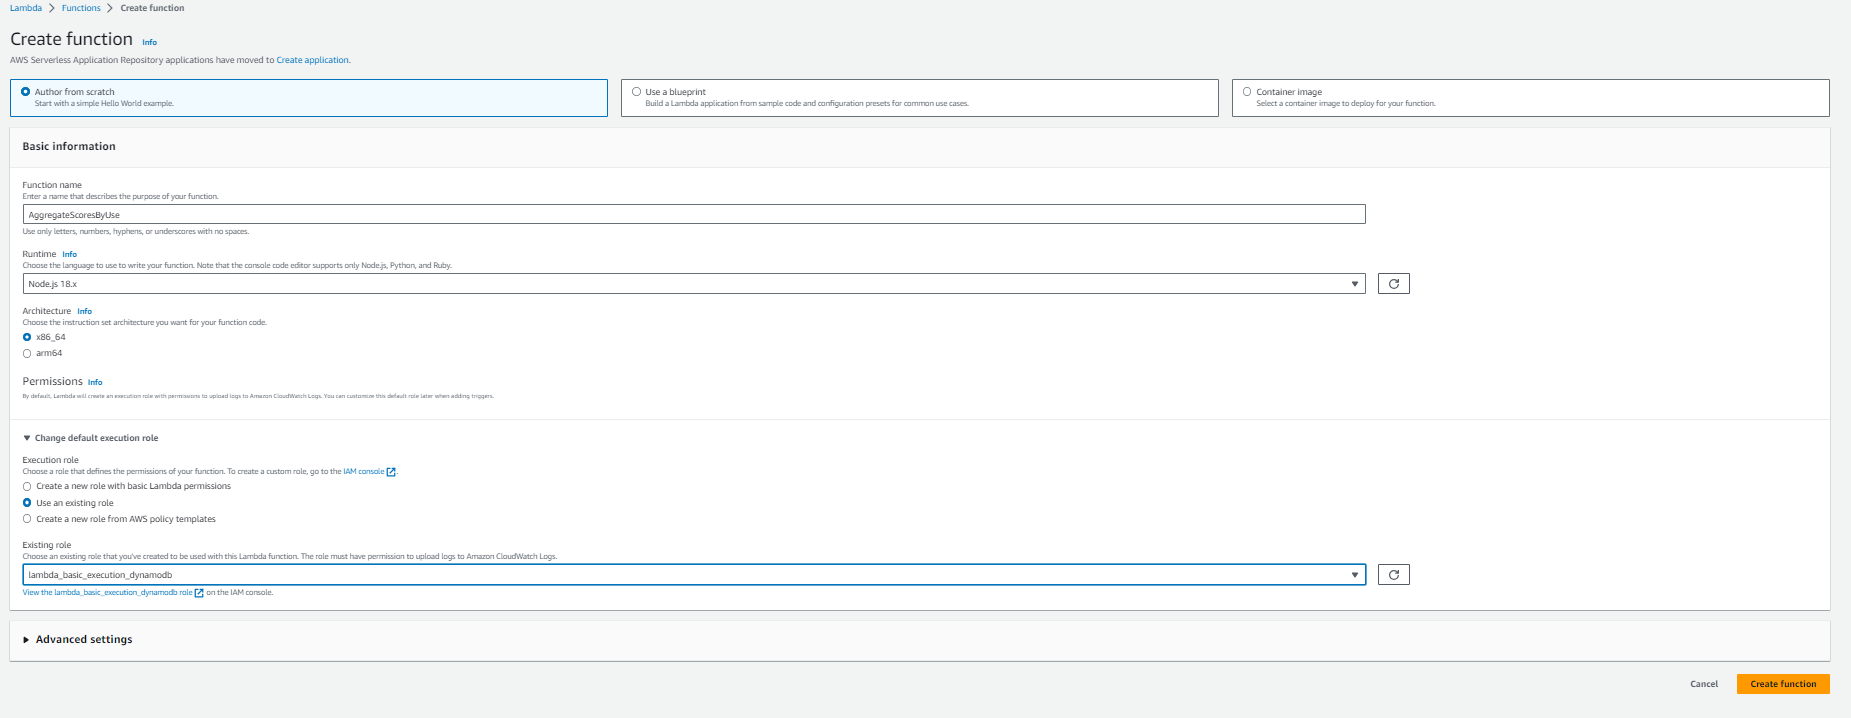 Lambda > Functions > Create function
Create function Info
AWS Serverless Application Repository applications have moved to Create application.
Author from scratch
Start with a simple Hello World example.
Use a blueprint
Build a Lambda application from sample code and configuration presets for common use cases.
Container image
Select a container image to deploy for your function.
Basic information
Function name
Enter a name that describes the purpose of your function.
AggregateScoresByUse
Use only letters, numbers, hyphens, or underscores with no spaces.
Runtime Info
Choose the language to use to write your function. Note that the console code editor supports only Node.js, Python, and Ruby.
Node.js 18.x
Architecture Info
Choose the instruction set architecture you want for your function code.
x86_64
arm64
Permissions Info
By default, Lambda will create an execution role with permissions to upload logs to Amazon CloudWatch Logs. You can customize this default role later when adding triggers.
Change default execution role
Execution role
Choose a role that defines the permissions of your function. To create a custom role, go to the IAM console.
Create a new role with basic Lambda permissions
Use an existing role
Create a new role from AWS policy templates
Existing role
Choose an existing role that you've created to be used with this Lambda function. The role must have permission to upload logs to Amazon CloudWatch Logs.
lambda_basic_execution_dynamodb
View the lambda_basic_execution_dynamodb role on the IAM console.
Advanced settings
Cancel Create function